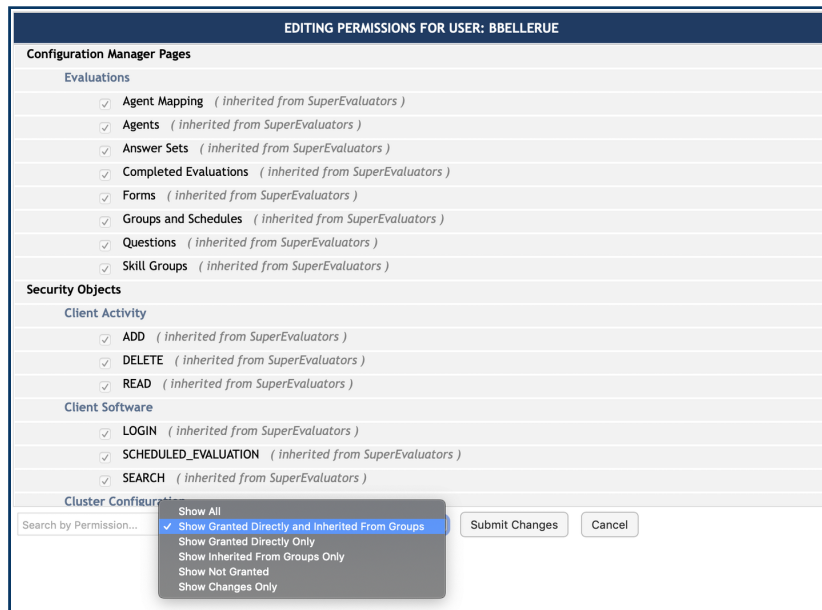 EDITING PERMISSIONS FOR USER: BBELLERUE
Configuration Manager Pages
Evaluations
Agent Mapping ( inherited from SuperEvaluators )
Agents ( inherited from SuperEvaluators )
Answer Sets ( inherited from SuperEvaluators )
Completed Evaluations ( inherited from SuperEvaluators )
Forms ( inherited from SuperEvaluators )
Groups and Schedules ( inherited from SuperEvaluators )
Questions ( inherited from SuperEvaluators )
Skill Groups ( inherited from SuperEvaluators )
Security Objects
Client Activity
ADD ( inherited from SuperEvaluators )
DELETE ( inherited from SuperEvaluators )
READ ( inherited from SuperEvaluators )
Client Software
LOGIN ( inherited from SuperEvaluators )
SCHEDULED_EVALUATION ( inherited from SuperEvaluators )
SEARCH ( inherited from SuperEvaluators )
Cluster Configuration
Show All
Search by Permission... ✓ Show Granted Directly and Inherited From Groups Submit Changes Cancel
Show Granted Directly Only
Show Inherited From Groups Only
Show Not Granted
Show Changes Only